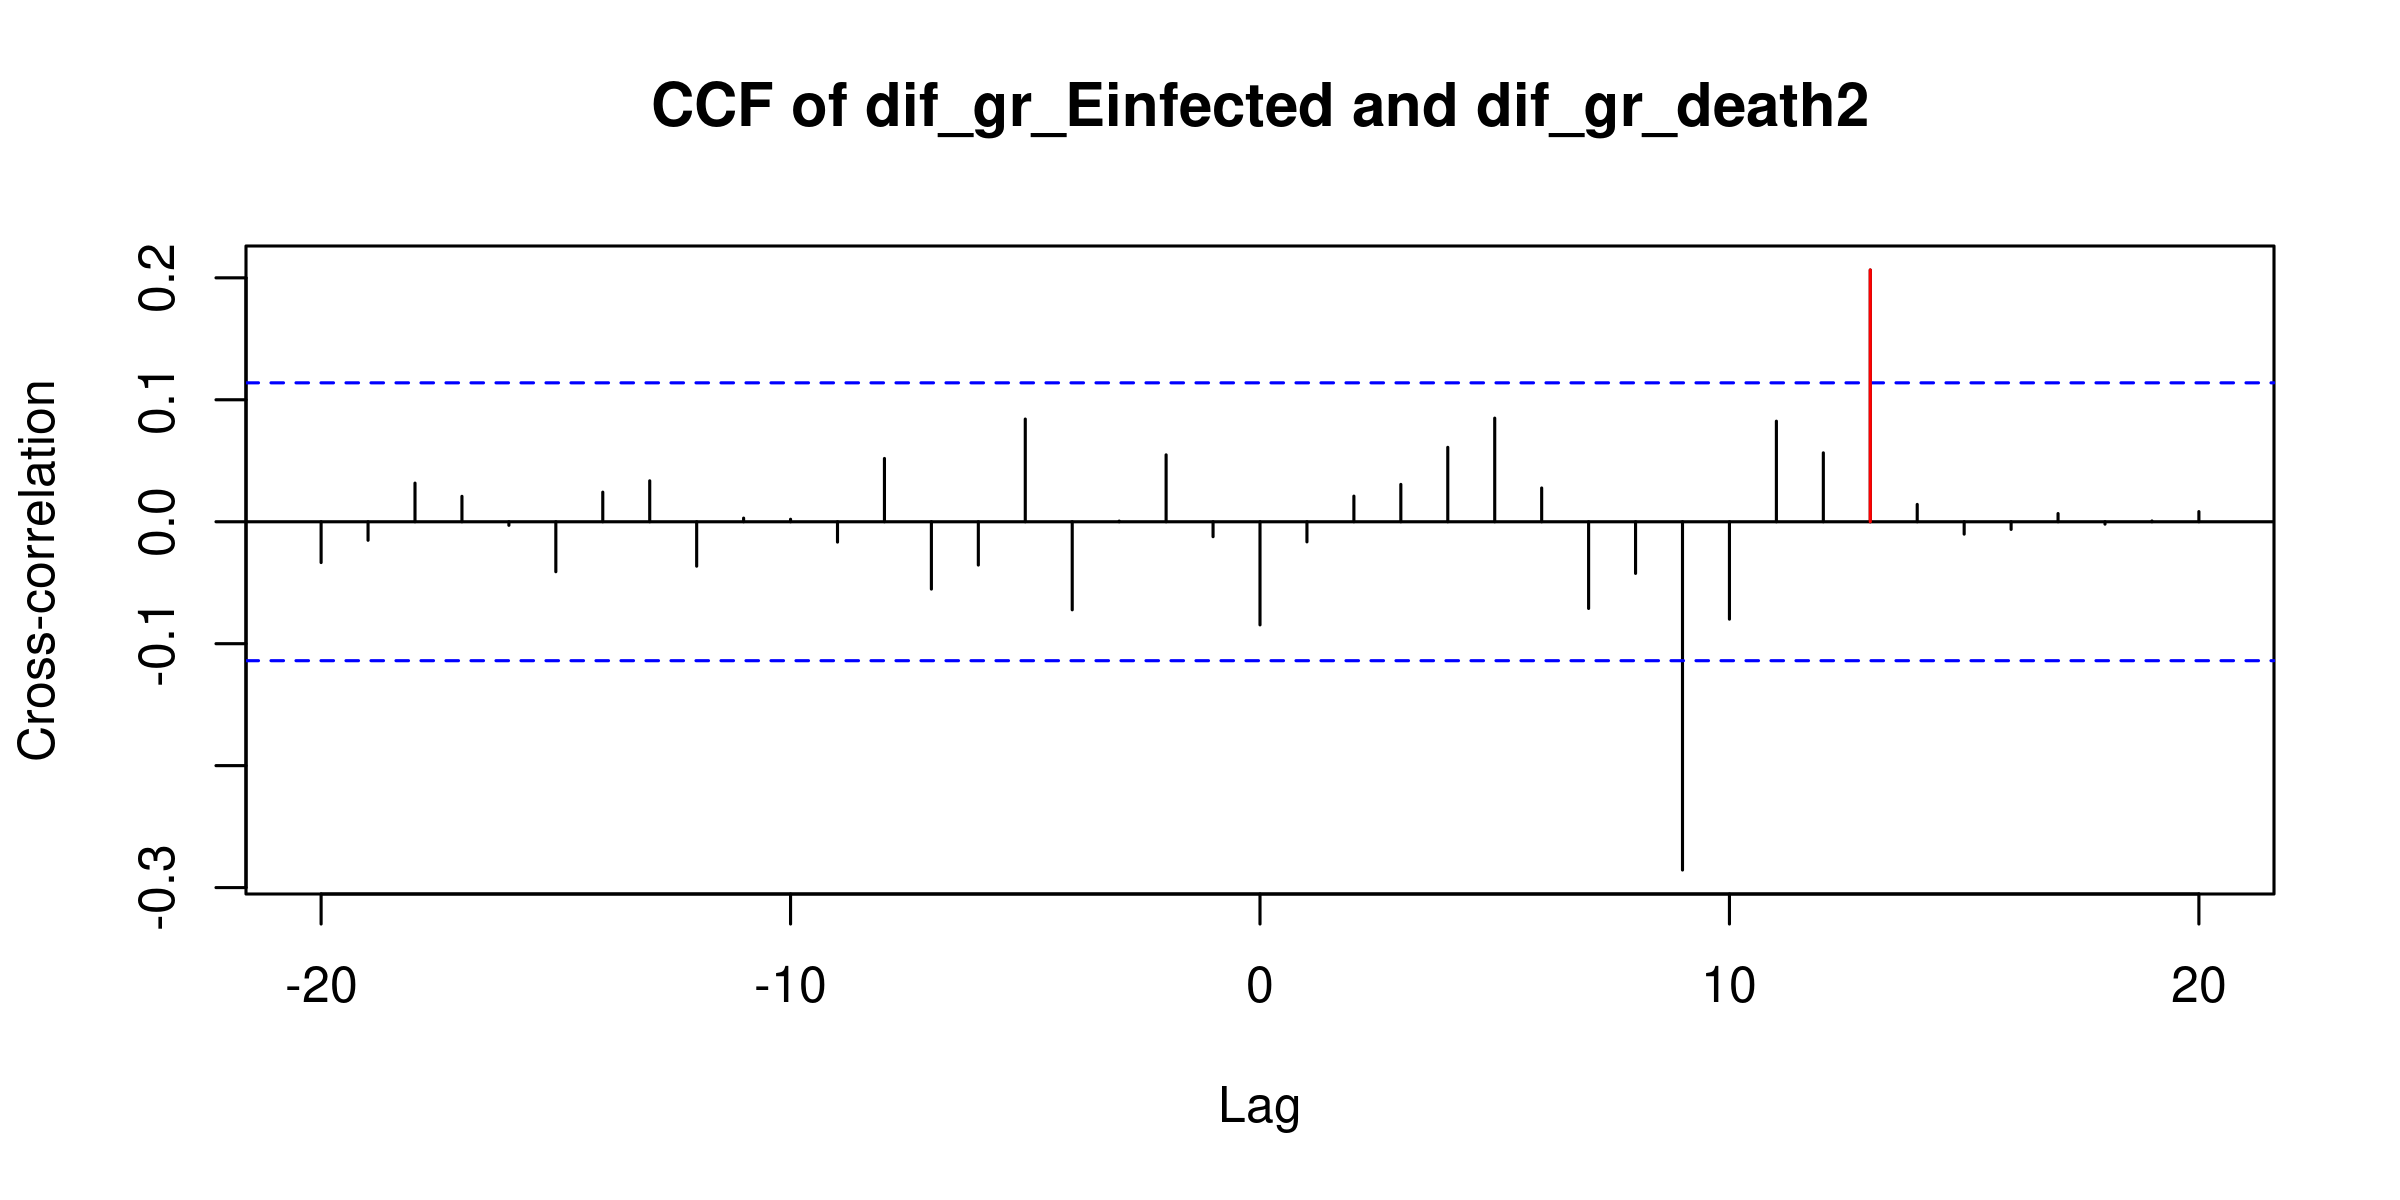 CCF of dif_gr_Einfected and dif_gr_death2
Cross-correlation
0.2
0.1
0.0
-0.1
-0.3
-20 -10 0 10 20
Lag